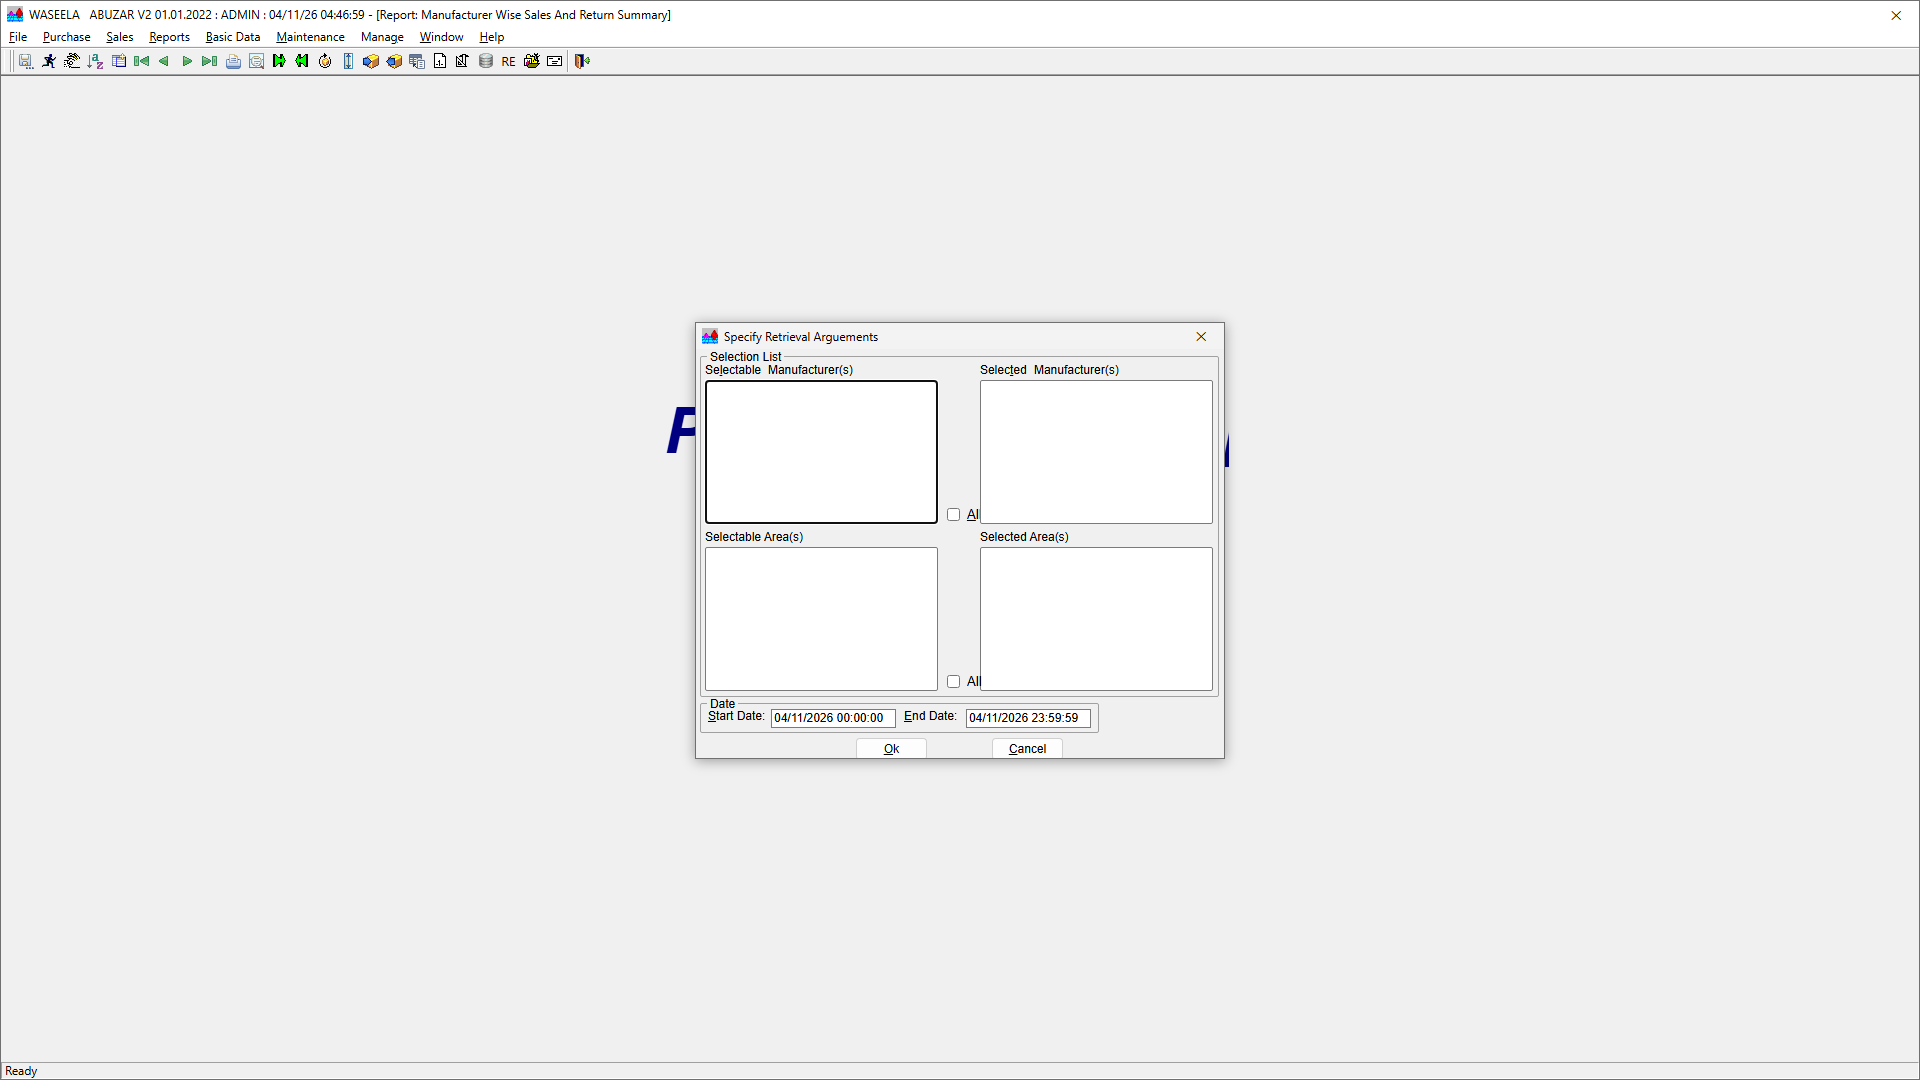 WASEELA ABUZAR V2 01.01.2022 : ADMIN : 04/11/26 04:46:59 - [Report: Manufacturer Wise Sales And Return Summary]
File Purchase Sales Reports Basic Data Maintenance Manage Window Help
RE
Specify Retrieval Arguements
Selection List
Selectable Manufacturer(s) Selected Manufacturer(s)
All
Selectable Area(s) Selected Area(s)
All
Date
Start Date: 04/11/2026 00:00:00 End Date: 04/11/2026 23:59:59
Ok Cancel
Ready